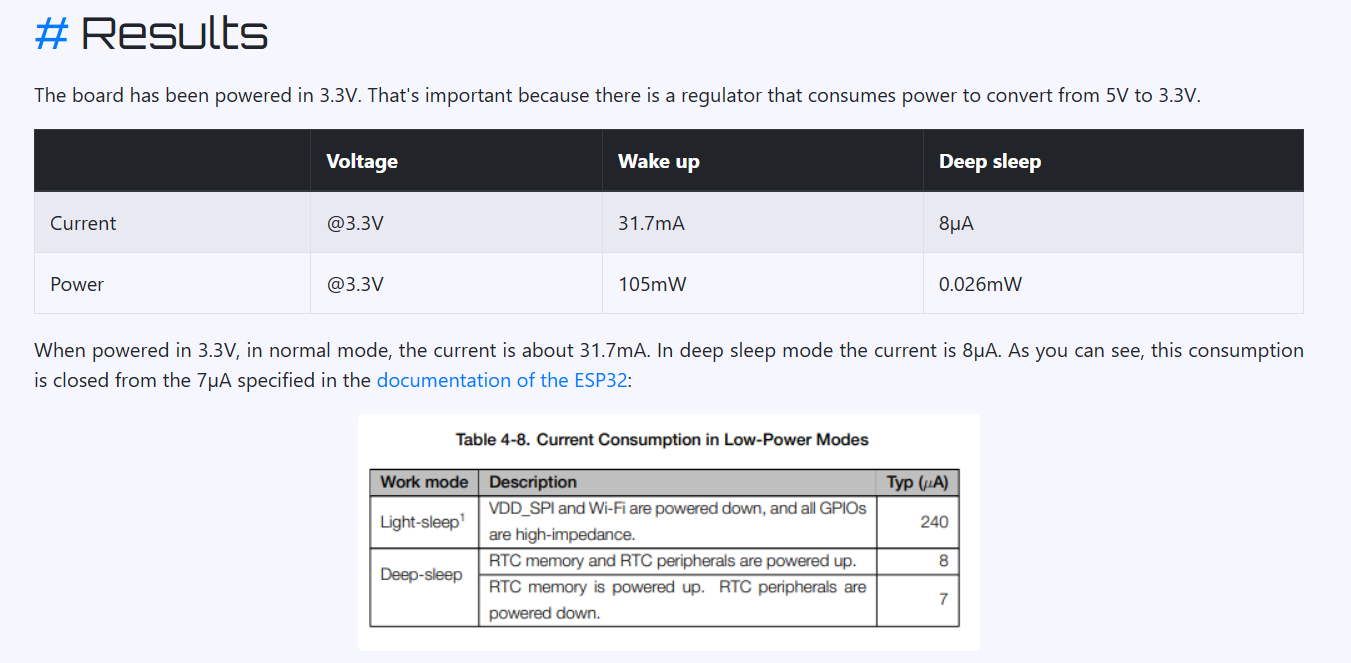 # Results
The board has been powered in 3.3V. That's important because there is a regulator that consumes power to convert from 5V to 3.3V.
Voltage Wake up Deep sleep
Current @3.3V 31.7mA 8µA
Power @3.3V 105mW 0.026mW
When powered in 3.3V, in normal mode, the current is about 31.7mA. In deep sleep mode the current is 8µA. As you can see, this consumption
is closed from the 7µA specified in the documentation of the ESP32:
Table 4-8. Current Consumption in Low-Power Modes
Work mode Description Typ (µA)
Light-sleep¹ VDD_SPI and Wi-Fi are powered down, and all GPIOs
are high-impedance. 240
Deep-sleep RTC memory and RTC peripherals are powered up. 8
RTC memory is powered up. RTC peripherals are
powered down. 7